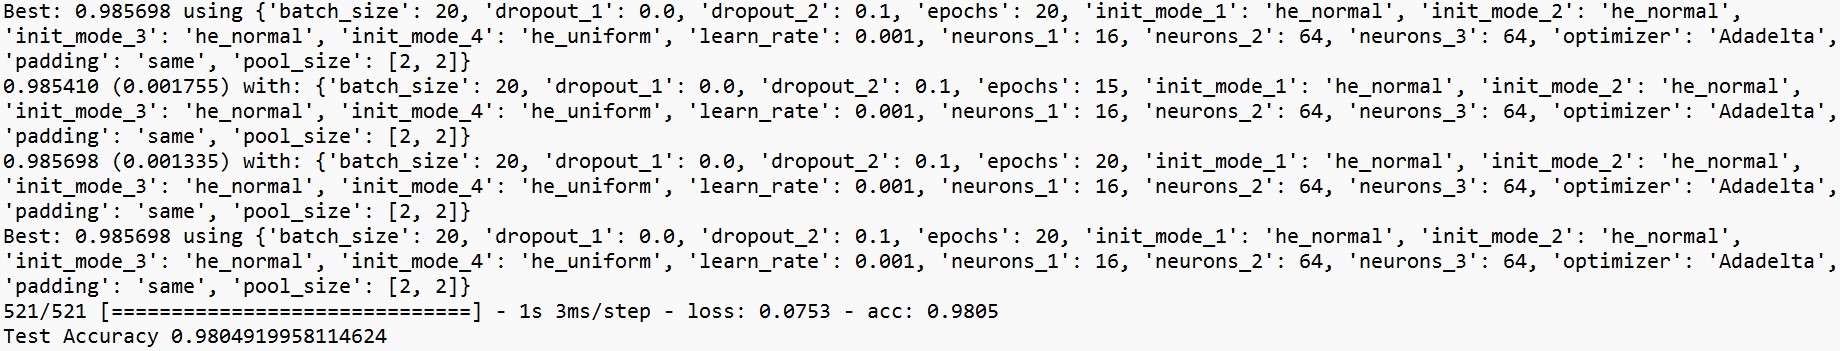 Best: 0.985698 using {'batch_size': 20, 'dropout_1': 0.0, 'dropout_2': 0.1, 'epochs': 20, 'init_mode_1': 'he_normal', 'init_mode_2': 'he_normal',
'init_mode_3': 'he_normal', 'init_mode_4': 'he_uniform', 'learn_rate': 0.001, 'neurons_1': 16, 'neurons_2': 64, 'neurons_3': 64, 'optimizer': 'Adadelta',
'padding': 'same', 'pool_size': [2, 2]}
0.985410 (0.001755) with: {'batch_size': 20, 'dropout_1': 0.0, 'dropout_2': 0.1, 'epochs': 15, 'init_mode_1': 'he_normal', 'init_mode_2': 'he_normal',
'init_mode_3': 'he_normal', 'init_mode_4': 'he_uniform', 'learn_rate': 0.001, 'neurons_1': 16, 'neurons_2': 64, 'neurons_3': 64, 'optimizer': 'Adadelta',
'padding': 'same', 'pool_size': [2, 2]}
0.985698 (0.001335) with: {'batch_size': 20, 'dropout_1': 0.0, 'dropout_2': 0.1, 'epochs': 20, 'init_mode_1': 'he_normal', 'init_mode_2': 'he_normal',
'init_mode_3': 'he_normal', 'init_mode_4': 'he_uniform', 'learn_rate': 0.001, 'neurons_1': 16, 'neurons_2': 64, 'neurons_3': 64, 'optimizer': 'Adadelta',
'padding': 'same', 'pool_size': [2, 2]}
Best: 0.985698 using {'batch_size': 20, 'dropout_1': 0.0, 'dropout_2': 0.1, 'epochs': 20, 'init_mode_1': 'he_normal', 'init_mode_2': 'he_normal',
'init_mode_3': 'he_normal', 'init_mode_4': 'he_uniform', 'learn_rate': 0.001, 'neurons_1': 16, 'neurons_2': 64, 'neurons_3': 64, 'optimizer': 'Adadelta',
'padding': 'same', 'pool_size': [2, 2]}
521/521 [==============================] - 1s 3ms/step - loss: 0.0753 - acc: 0.9805
Test Accuracy 0.9804919958114624